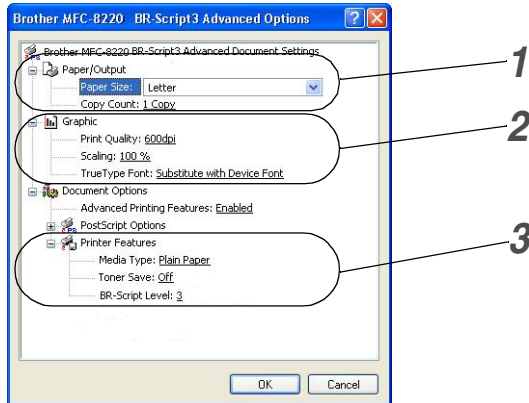 Brother MFC-8220 BR-Script3 Advanced Options
Brother MFC-8220 BR-Script3 Advanced Document Settings
Paper/Output
Paper Size: Letter
Copy Count: 1 Copy
1
Graphic
Print Quality: 600dpi
Scaling: 100 %
TrueType Font: Substitute with Device Font
2
Document Options
Advanced Printing Features: Enabled
PostScript Options
Printer Features
Media Type: Plain Paper
Toner Save: Off
BR-Script Level: 3
3
OK Cancel